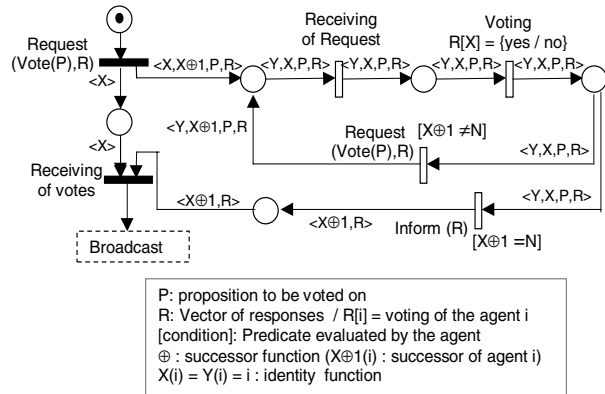 Request
(Vote(P),R)
<X>
<X,X⊕1,P,R>
Receiving
of Request
<Y,X,P,R>
<Y,X,P,R>
Voting
R[X] = {yes / no}
<Y,X,P,R>
<Y,X,P,R>
<Y,X⊕1,P,R
Request
(Vote(P),R)
[X⊕1 ≠N]
<Y,X,P,R>
<X>
Receiving
of votes
<X⊕1,R>
<X⊕1,R>
Inform (R)
<Y,X,P,R>
[X⊕1 =N]
Broadcast
P: proposition to be voted on
R: Vector of responses / R[i] = voting of the agent i
[condition]: Predicate evaluated by the agent
⊕ : successor function (X⊕1(i) : successor of agent i)
X(i) = Y(i) = i : identity function